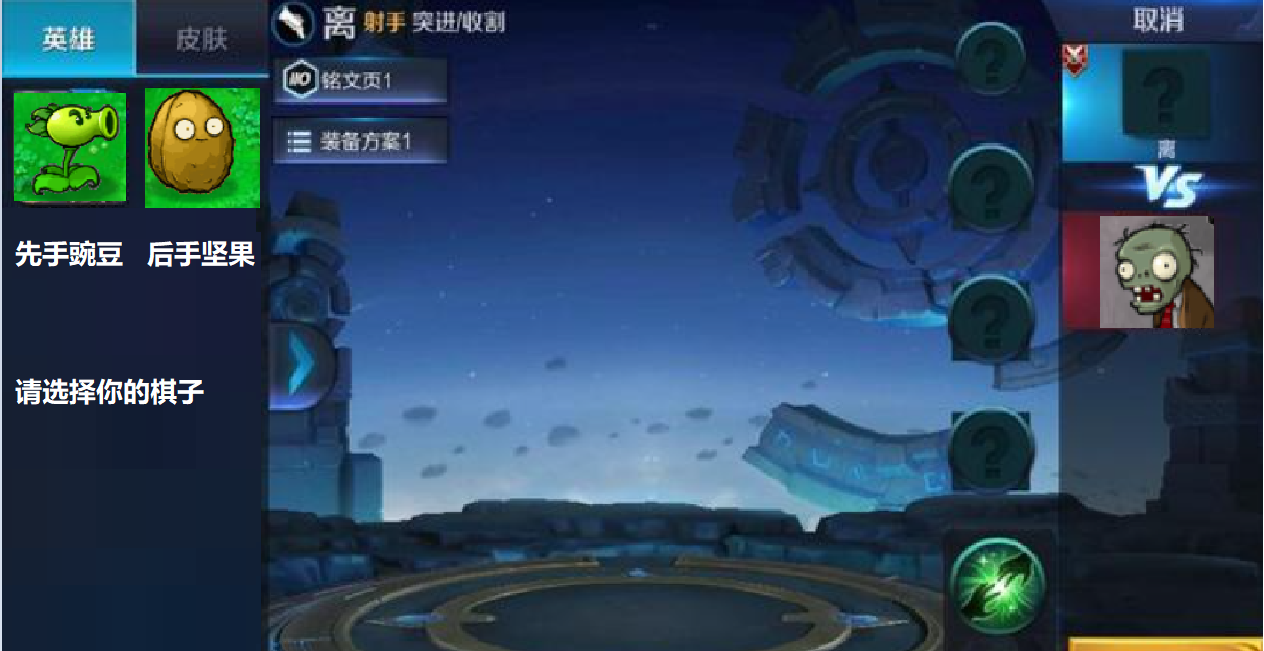 英雄
皮肤
离 射手 突进/收割
铭文页1
装备方案1
取消
离
VS
先手豌豆 后手坚果
请选择你的棋子